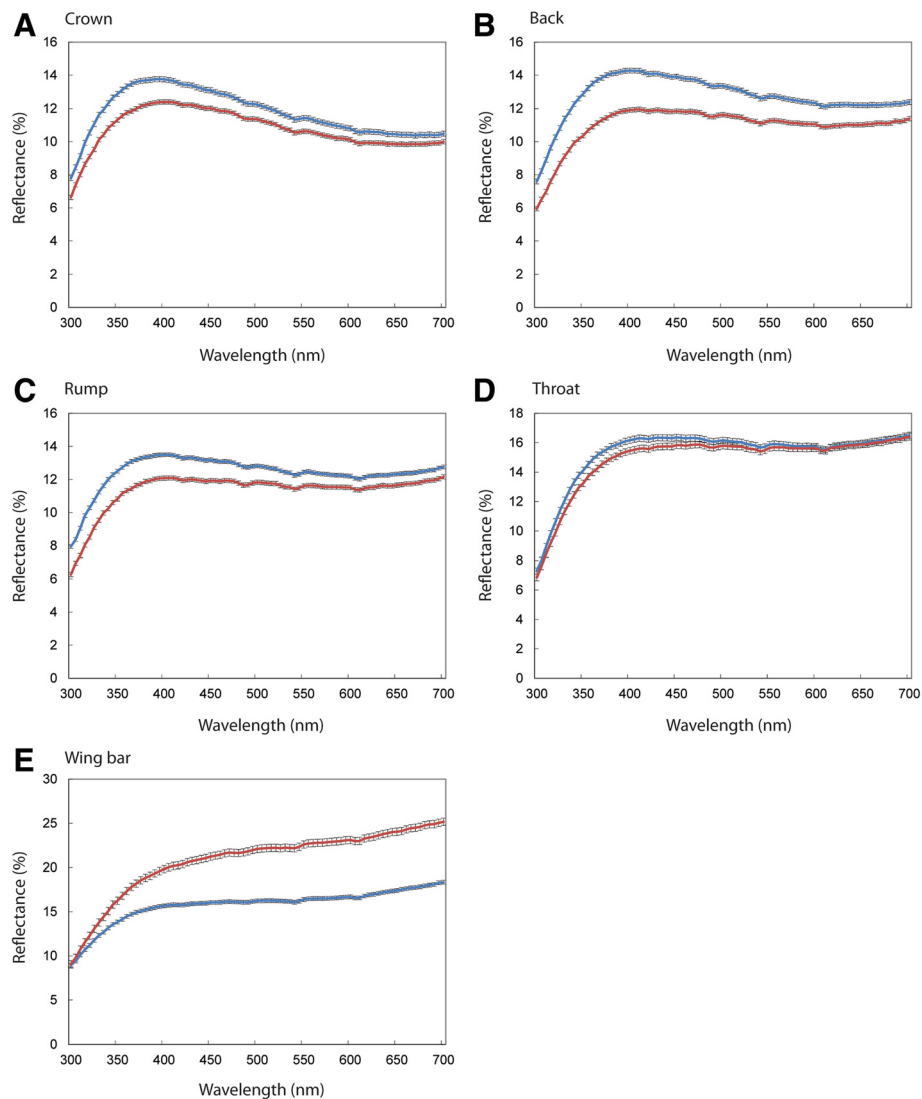 A Crown
16
14
12
10
8
6
4
2
0
Reflectance (%)
300 350 400 450 500 550 600 650 700
Wavelength (nm)
B Back
16
14
12
10
8
6
4
2
0
Reflectance (%)
300 350 400 450 500 550 600 650
Wavelength (nm)
C Rump
16
14
12
10
8
6
4
2
0
Reflectance (%)
300 350 400 450 500 550 600 650 700
Wavelength (nm)
D Throat
18
16
14
12
10
8
6
4
2
0
Reflectance (%)
300 350 400 450 500 550 600 650 700
Wavelength (nm)
E Wing bar
30
25
20
15
10
5
0
Reflectance (%)
300 350 400 450 500 550 600 650 700
Wavelength (nm)